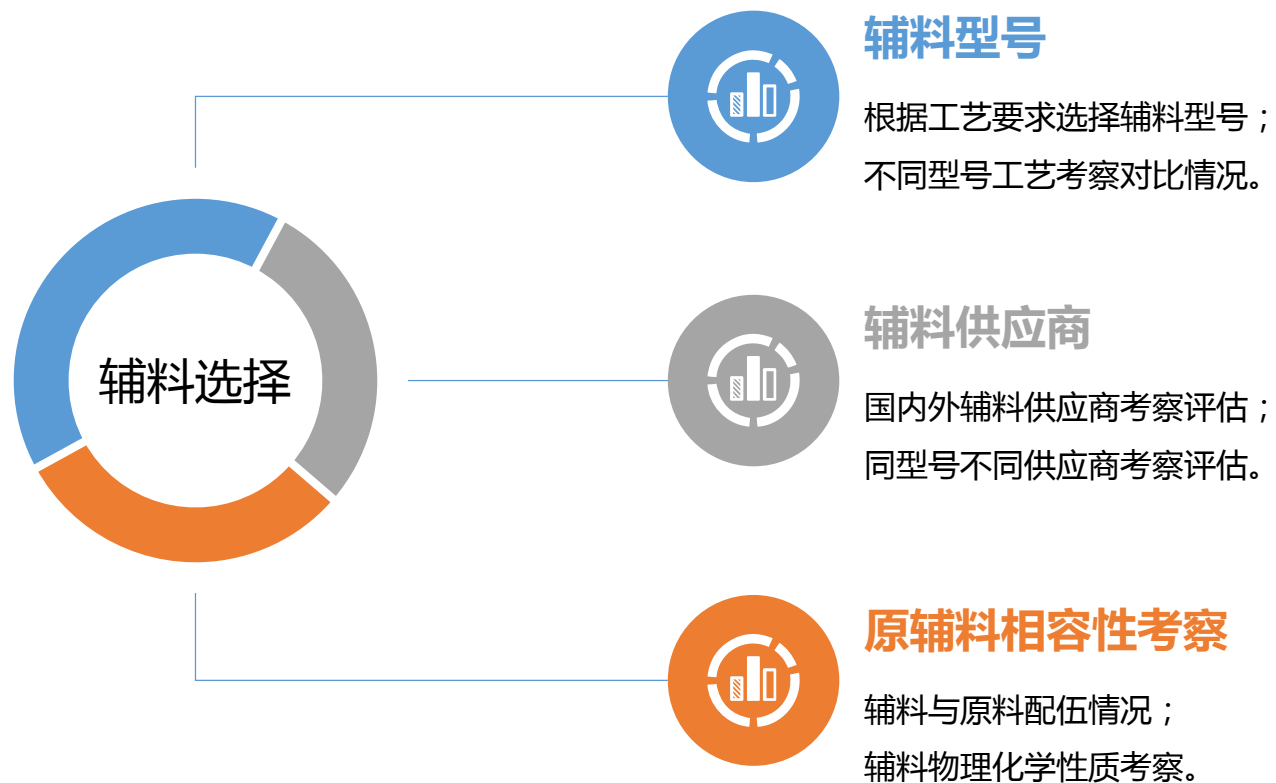 辅料型号
根据工艺要求选择辅料型号；
不同型号工艺考察对比情况。
辅料选择
辅料供应商
国内外辅料供应商考察评估；
同型号不同供应商考察评估。
原辅料相容性考察
辅料与原料配伍情况；
辅料物理化学性质考察。